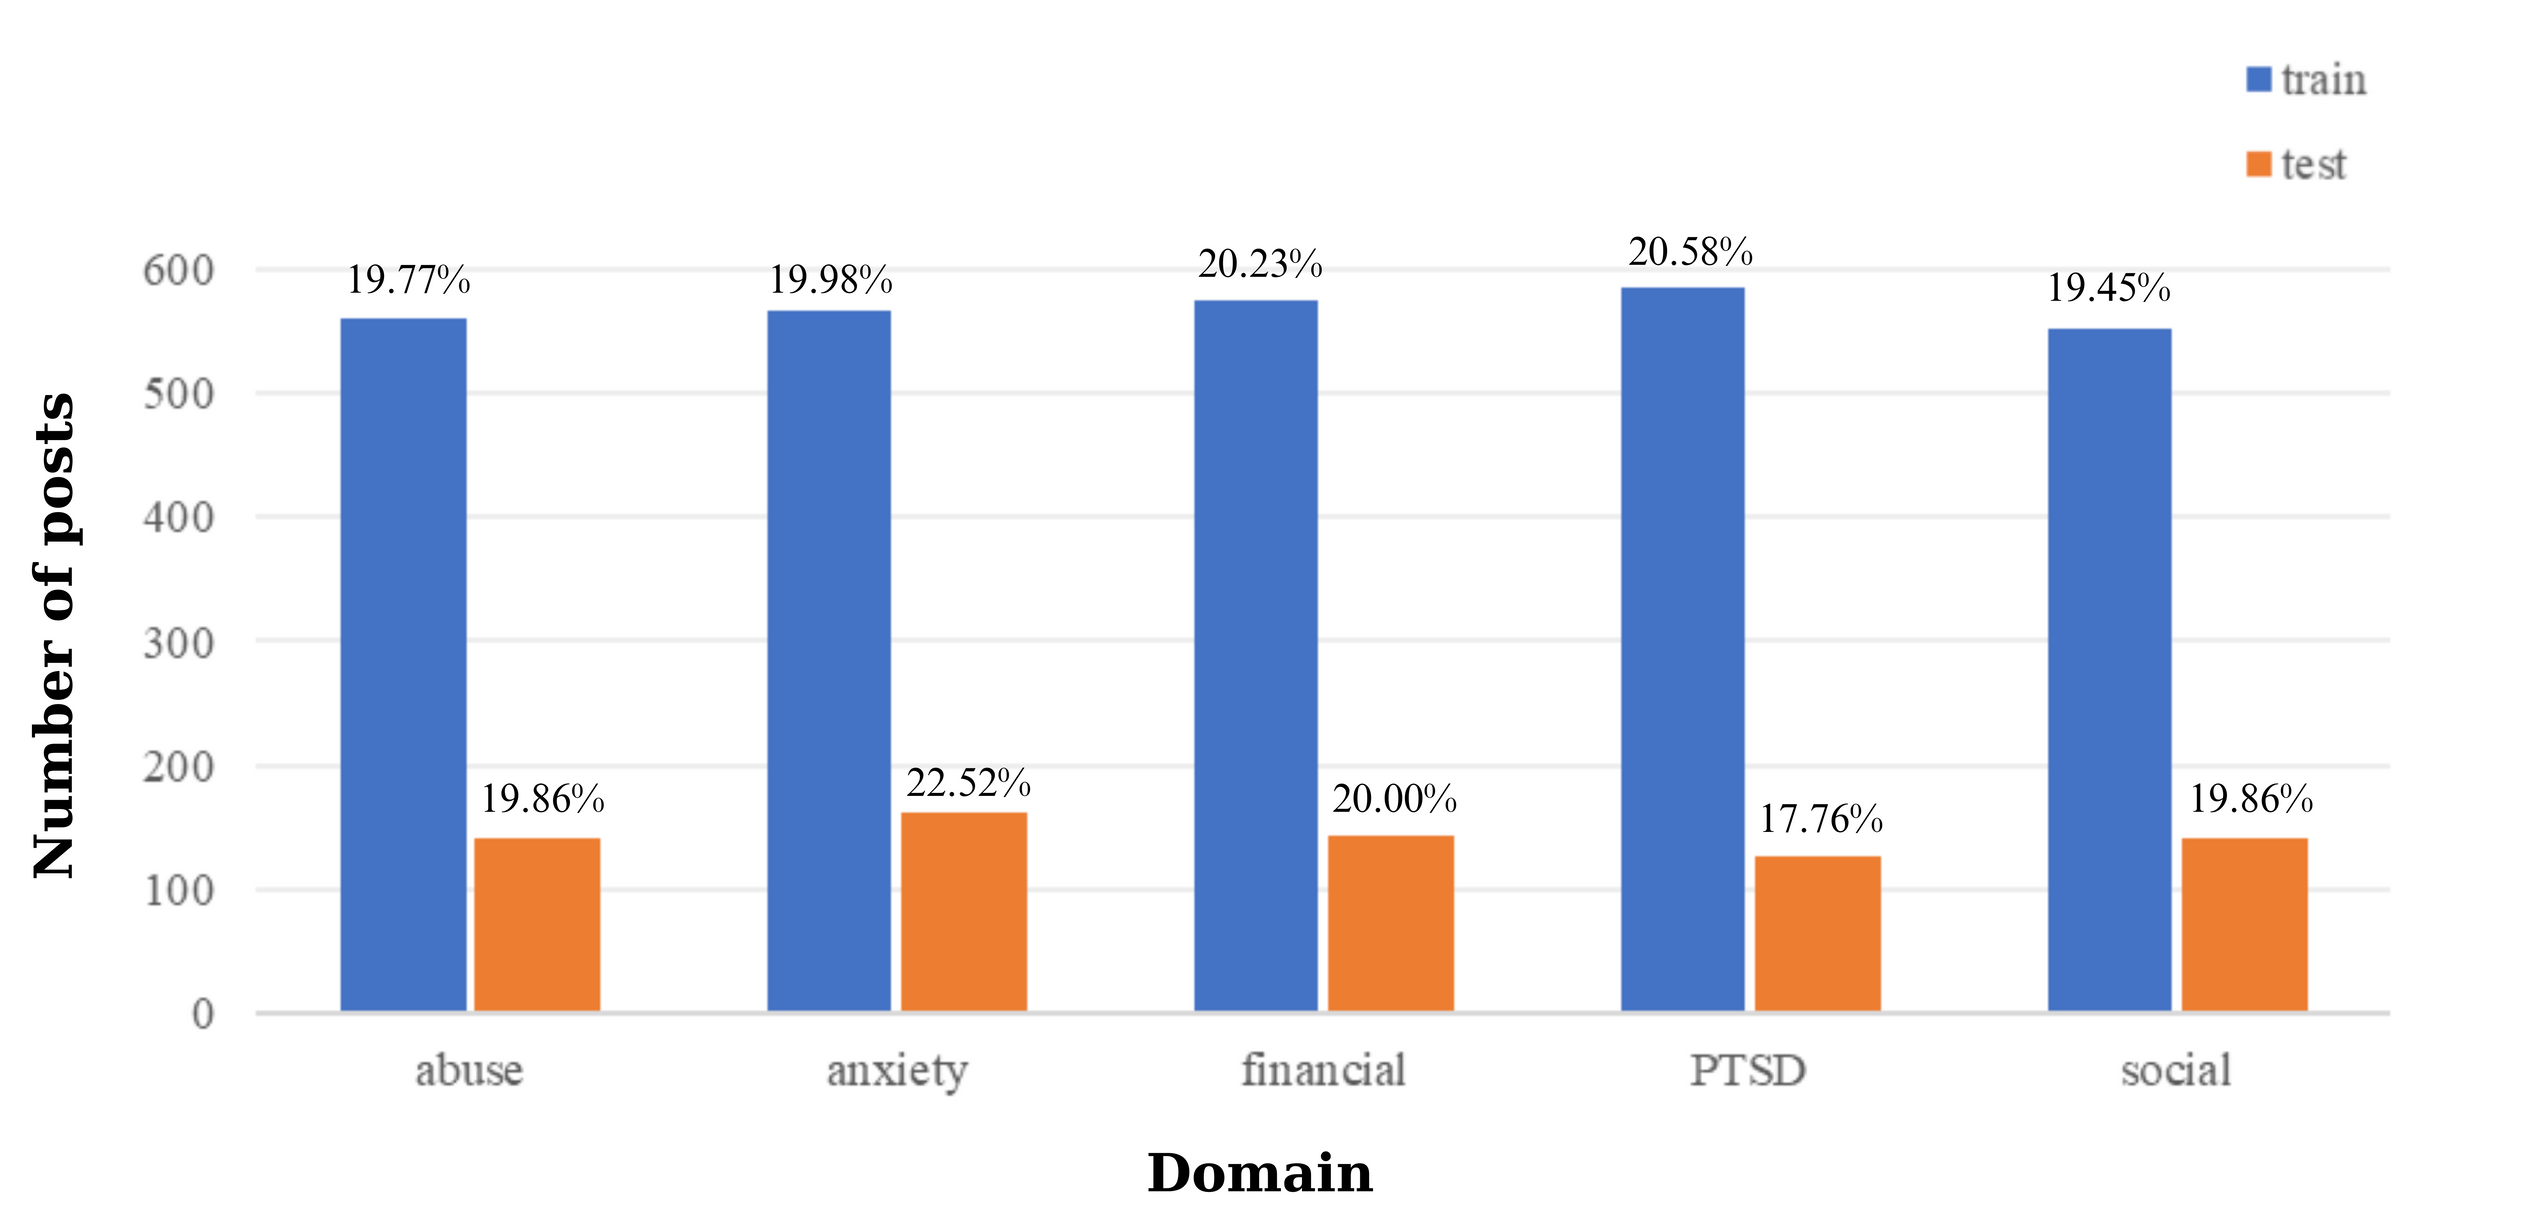 train
test
600
500
400
300
200
100
0
19.77%
19.86%
19.98%
22.52%
20.23%
20.00%
20.58%
17.76%
19.45%
19.86%
abuse
anxiety
financial
PTSD
social
Number of posts
Domain